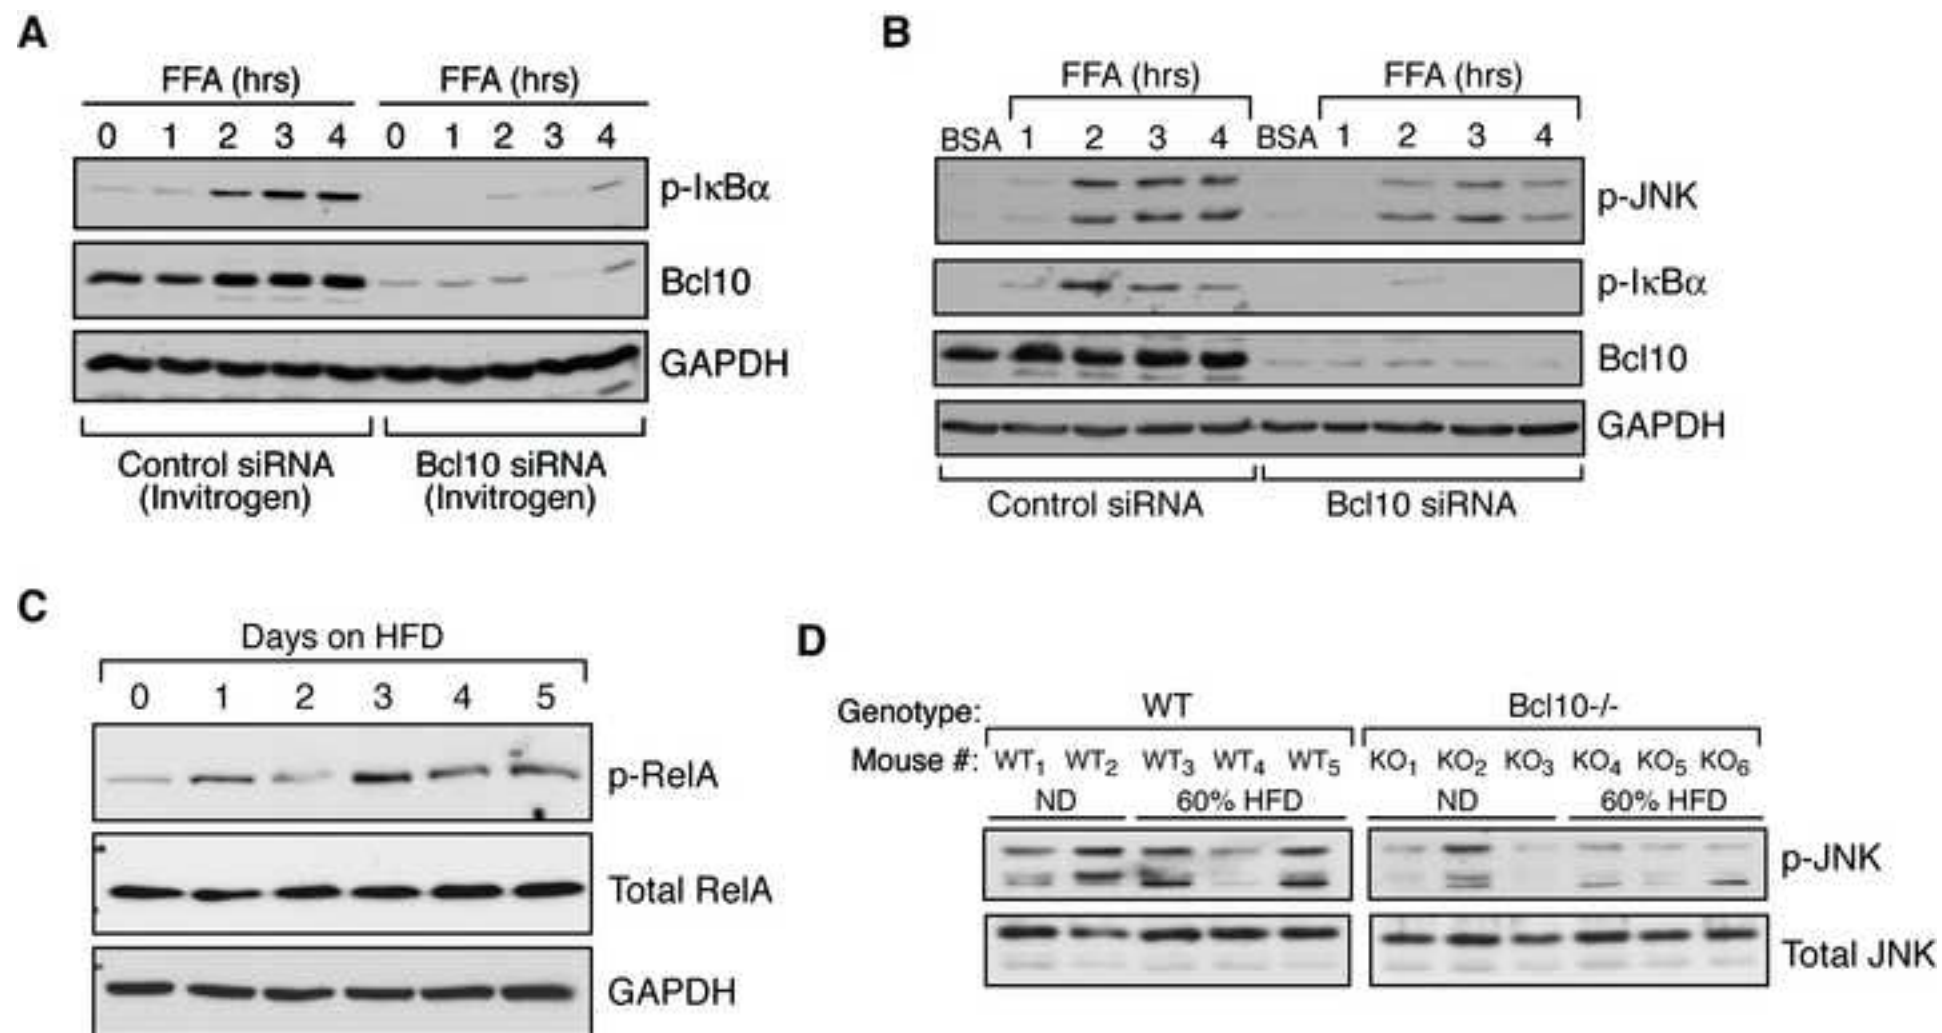 A
FFA (hrs) FFA (hrs)
0 1 2 3 4 0 1 2 3 4
p-IκBα
Bcl10
GAPDH
Control siRNA Bcl10 siRNA
(Invitrogen) (Invitrogen)
B
FFA (hrs) FFA (hrs)
BSA 1 2 3 4 BSA 1 2 3 4
p-JNK
p-IκBα
Bcl10
GAPDH
Control siRNA Bcl10 siRNA
C
Days on HFD
0 1 2 3 4 5
p-RelA
Total RelA
GAPDH
D
Genotype: WT Bcl10-/-
Mouse #: WT1 WT2 WT3 WT4 WT5 KO1 KO2 KO3 KO4 KO5 KO6
ND 60% HFD ND 60% HFD
p-JNK
Total JNK